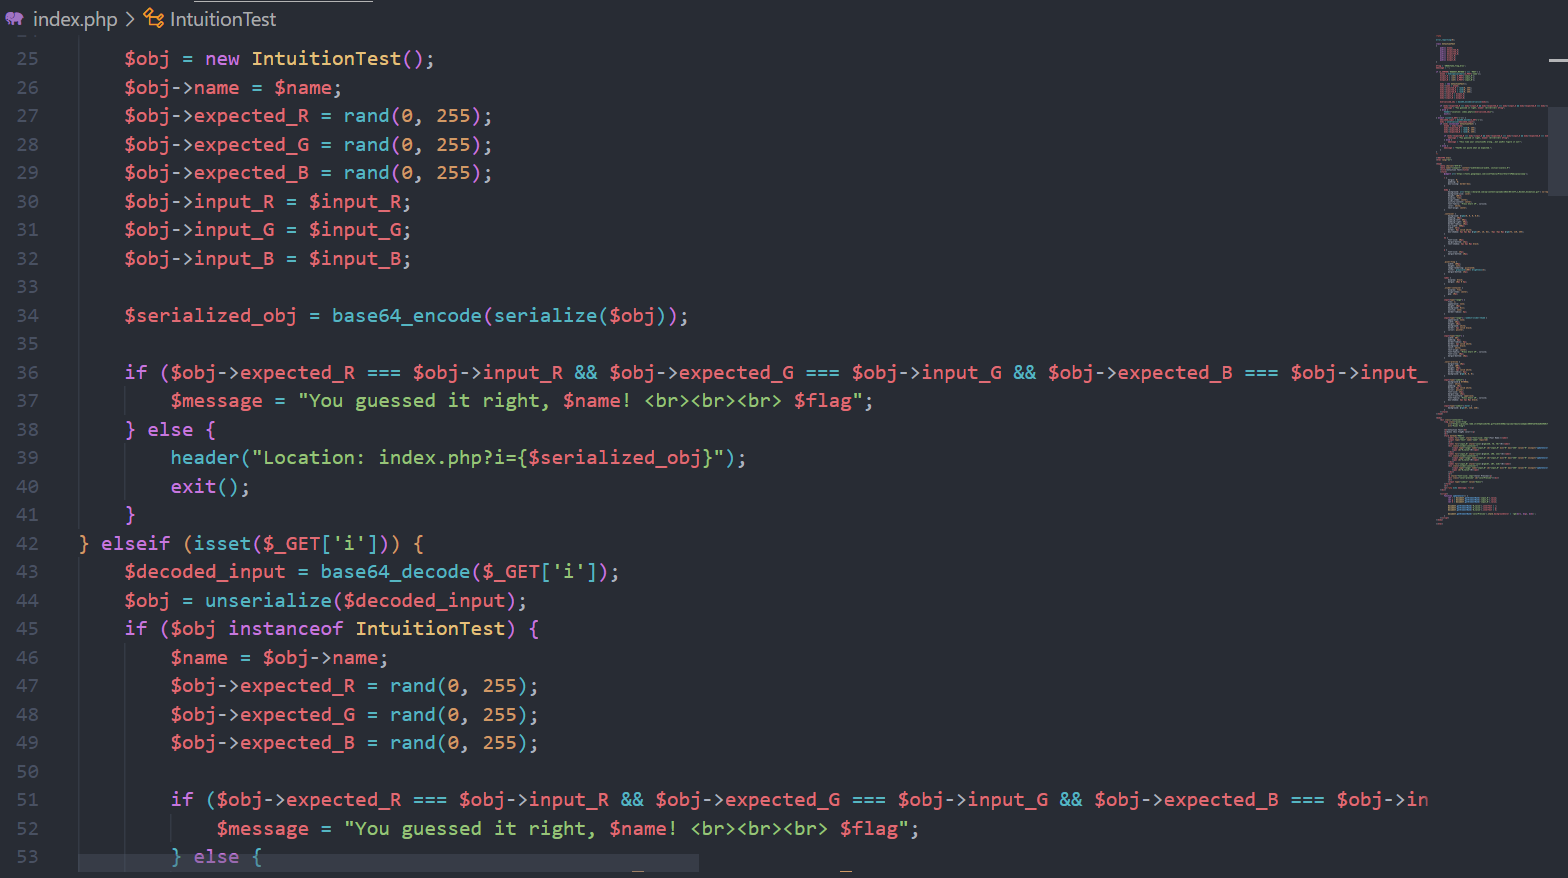 index.php > IntuitionTest
25 $obj = new IntuitionTest();
26 $obj->name = $name;
27 $obj->expected_R = rand(0, 255);
28 $obj->expected_G = rand(0, 255);
29 $obj->expected_B = rand(0, 255);
30 $obj->input_R = $input_R;
31 $obj->input_G = $input_G;
32 $obj->input_B = $input_B;
33
34 $serialized_obj = base64_encode(serialize($obj));
35
36 if ($obj->expected_R === $obj->input_R && $obj->expected_G === $obj->input_G && $obj->expected_B === $obj->input_
37 $message = "You guessed it right, $name! <br><br><br> $flag";
38 } else {
39 header("Location: index.php?i={$serialized_obj}");
40 exit();
41 }
42 } elseif (isset($_GET['i'])) {
43 $decoded_input = base64_decode($_GET['i']);
44 $obj = unserialize($decoded_input);
45 if ($obj instanceof IntuitionTest) {
46 $name = $obj->name;
47 $obj->expected_R = rand(0, 255);
48 $obj->expected_G = rand(0, 255);
49 $obj->expected_B = rand(0, 255);
50
51 if ($obj->expected_R === $obj->input_R && $obj->expected_G === $obj->input_G && $obj->expected_B === $obj->in
52 $message = "You guessed it right, $name! <br><br><br> $flag";
53 } else {